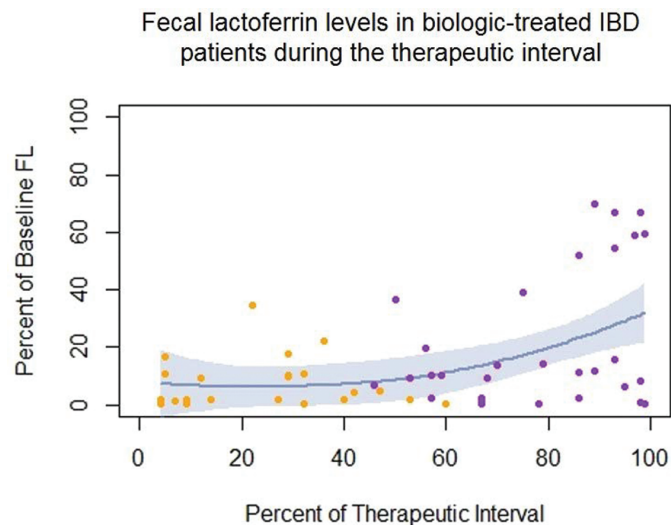 Fecal lactoferrin levels in biologic-treated IBD
patients during the therapeutic interval
Percent of Baseline FL
100
80
60
40
20
0
0 20 40 60 80 100
Percent of Therapeutic Interval